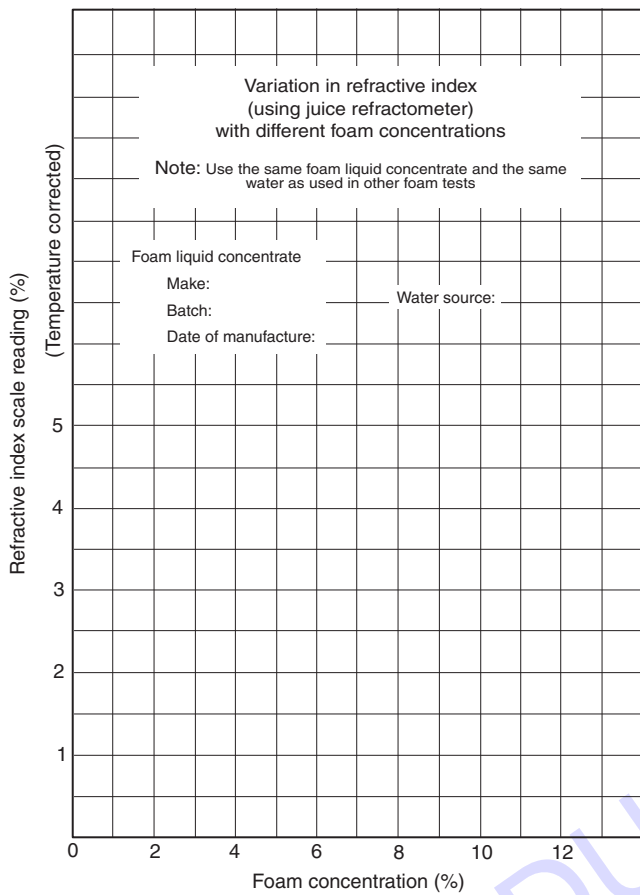 Variation in refractive index
(using juice refractometer)
with different foam concentrations
Note: Use the same foam liquid concentrate and the same
water as used in other foam tests
Foam liquid concentrate
Make:
Batch:
Date of manufacture:
Water source:
Refractive index scale reading (%)
(Temperature corrected)
5
4
3
2
1
0
2
4
6
8
10
12
Foam concentration (%)
DU